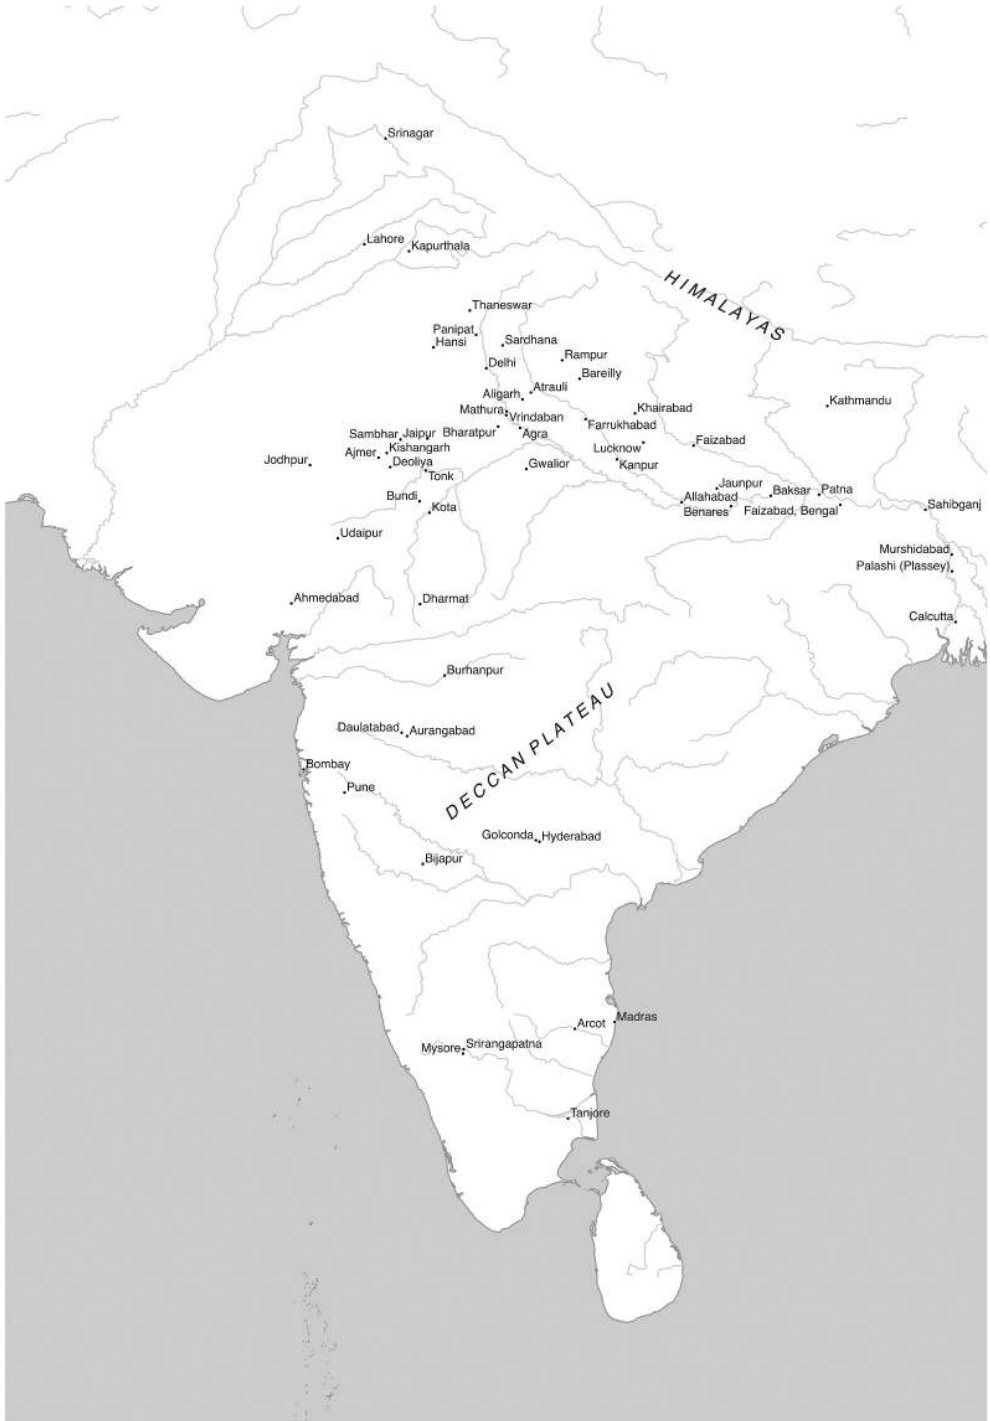 Srinagar
Lahore
Kapurthala
HIMALAYAS
Thaneswar
Panipat
Hansi
Sardhana
Delhi
Rampur
Bareilly
Aligarh
Atrauli
Mathura
Vrindaban
Kathmandu
Khairabad
Farrukhabad
Bharatpur
Agra
Sambhar
Jaipur
Kishangarh
Ajmer
Deoliya
Jodhpur
Tonk
Lucknow
Faizabad
Gwalior
Kanpur
Jaunpur
Baksar
Patna
Allahabad
Benares
Faizabad, Bengal
Sahibganj
Bundi
Kota
Udaipur
Murshidabad
Palashi (Plassey)
Ahmedabad
Dharmat
Calcutta
Burhanpur
DECCAN PLATEAU
Daulatabad
Aurangabad
Bombay
Pune
Golconda
Hyderabad
Bijapur
Arcot
Madras
Mysore
Srirangapatna
Tanjore